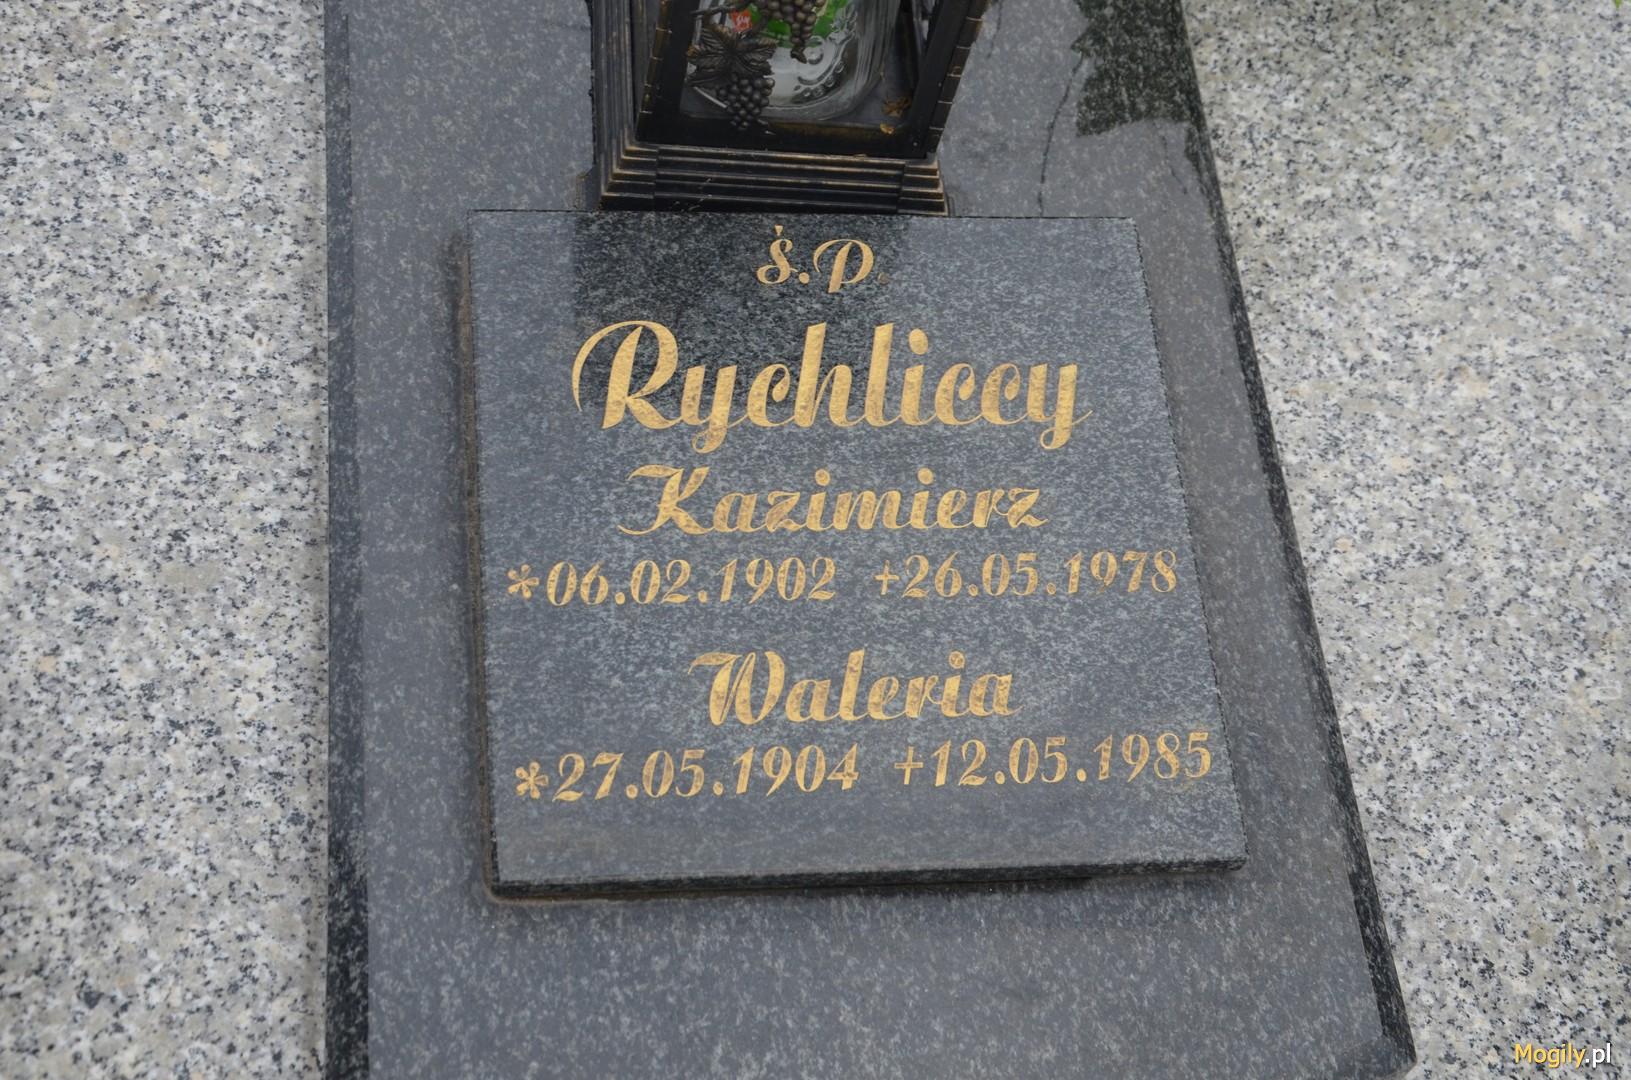 ś.P.
Rychliccy
Kazimierz
*06.02.1902 +26.05.1978
Waleria
*27.05.1904 +12.05.1985
Mogily.pl